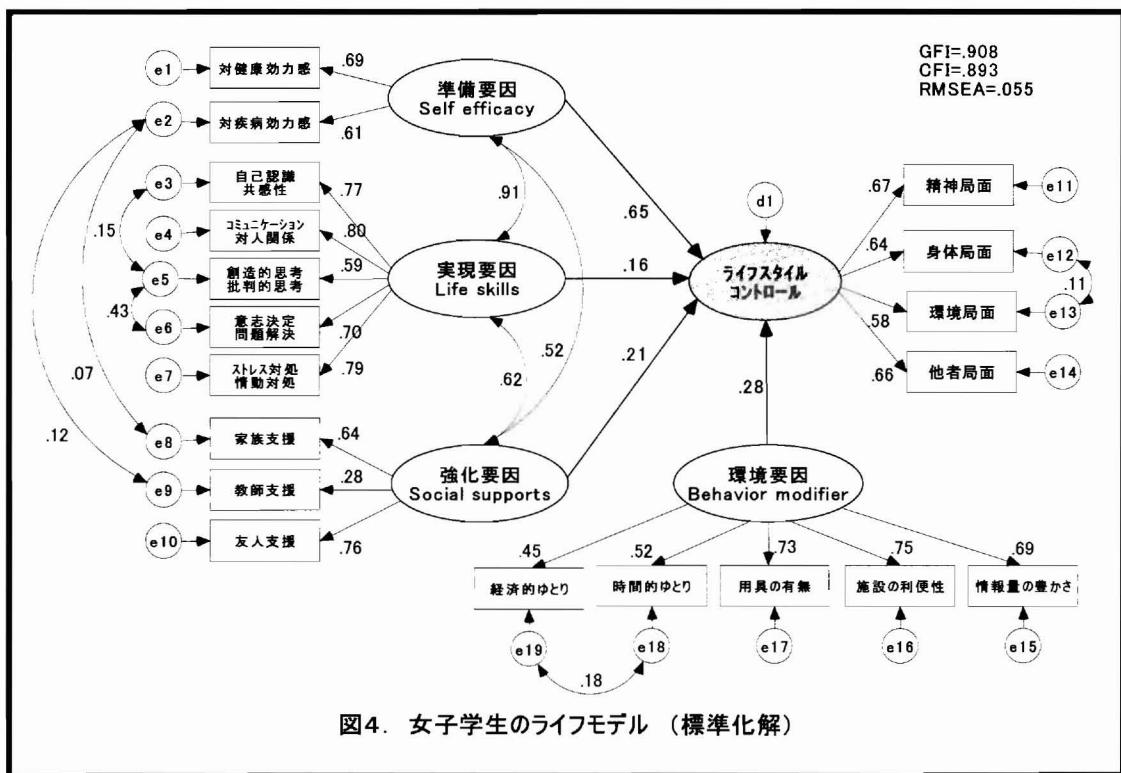 GFI=.908
CFI=.893
RMSEA=.055
e1
対健康効力感
.69
準備要因
Self efficacy
e2
対疾病効力感
.61
e3
自己認識
共感性
.77
.91
.65
.67
精神局面
e11
d1
.15
e4
コミュニケーション
対人関係
.80
.64
身体局面
e12
e5
創造的思考
批判的思考
.59
実現要因
Life skills
.16
ライフスタイル
コントロール
.11
.43
e6
意志決定
問題解決
.70
.58
環境局面
e13
.52
.21
e7
ストレス対処
情動対処
.79
.62
.66
他者局面
e14
.07
.28
.12
e8
家族支援
.64
e9
教師支援
.28
強化要因
Social supports
環境要因
Behavior modifier
e10
友人支援
.76
.45
.52
.73
.75
.69
経済的ゆとり
時間的ゆとり
用具の有無
施設の利便性
情報量の豊かさ
e19
e18
e17
e16
e15
.18
図4. 女子学生のライフモデル (標準化解)